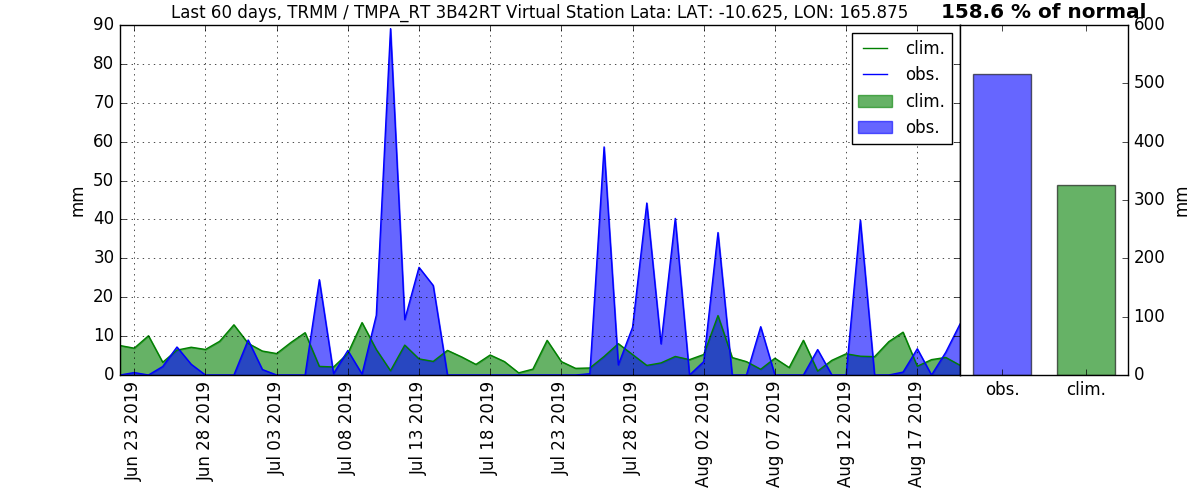 Last 60 days, TRMM / TMPA_RT 3B42RT Virtual Station Lata: LAT: -10.625, LON: 165.875
158.6 % of normal
90
80
70
60
50
40
30
20
10
0
mm
clim.
obs.
clim.
obs.
600
500
400
300
200
100
0
mm
Jun 23 2019
Jun 28 2019
Jul 03 2019
Jul 08 2019
Jul 13 2019
Jul 18 2019
Jul 23 2019
Jul 28 2019
Aug 02 2019
Aug 07 2019
Aug 12 2019
Aug 17 2019
obs.
clim.